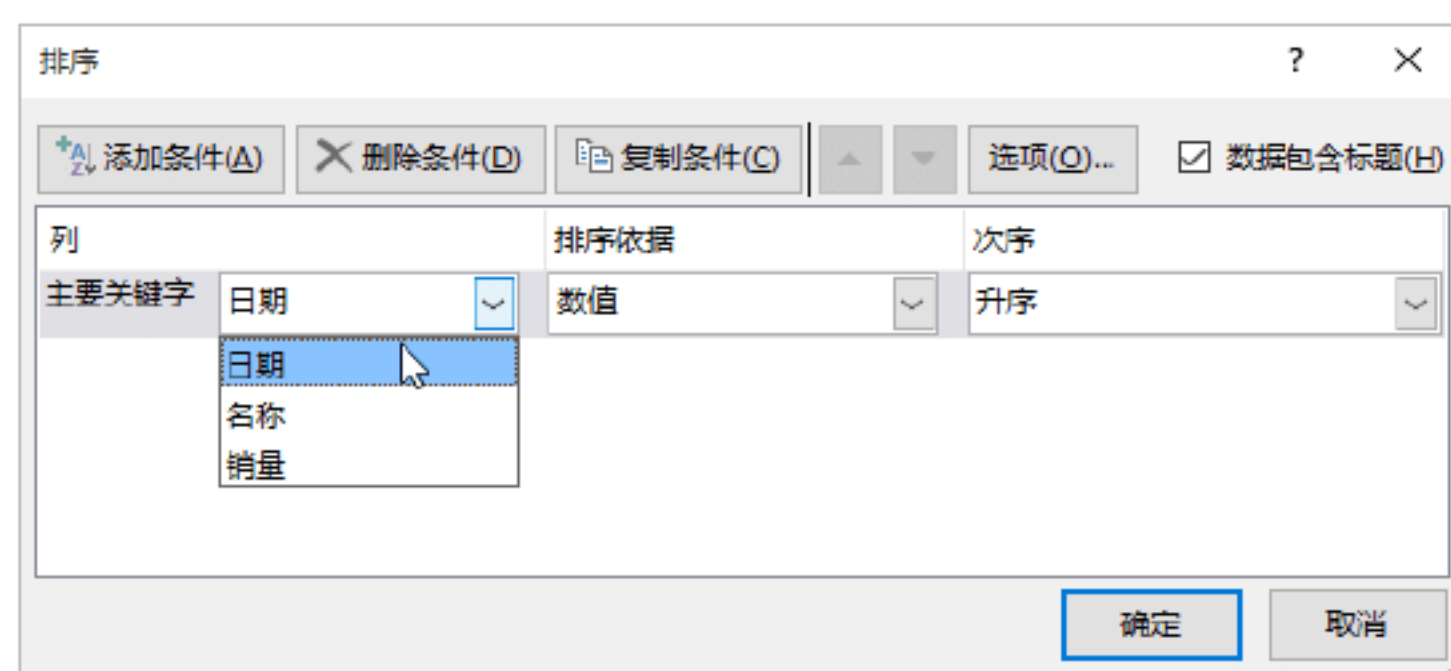 排序 ?
添加条件(A) 删除条件(D) 复制条件(C) 选项(O)... 数据包含标题(H)
列 排序依据 次序
主要关键字 日期 数值 升序
日期
名称
销量
确定 取消